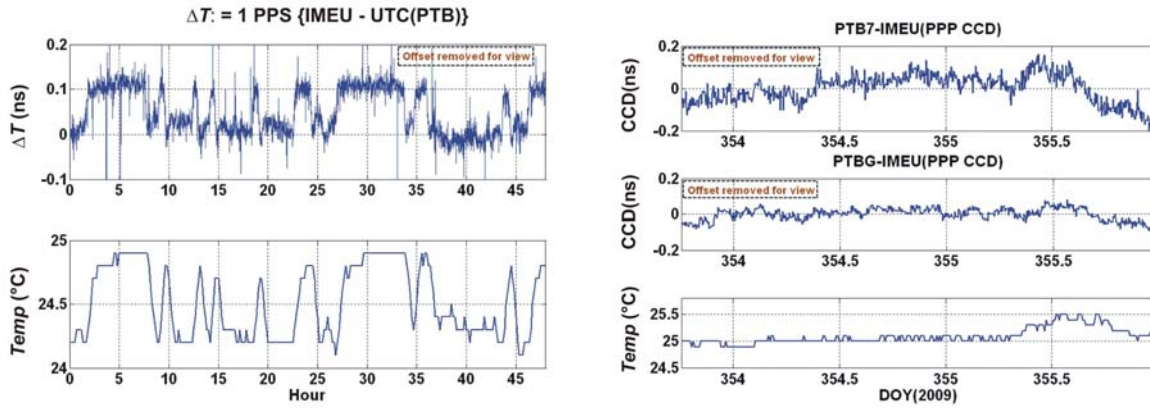 ΔT: = 1 PPS {IMEU - UTC(PTB)}
0.2
Offset removed for view
0.1
ΔT (ns)
0
-0.1
0 5 10 15 20 25 30 35 40 45
25
Temp (°C)
24.5
24
0 5 10 15 20 25 30 35 40 45
Hour
PTB7-IMEU(PPP CCD)
0.2
Offset removed for view
CCD(ns)
0.0
-0.2
354 354.5 355 355.5
PTBG-IMEU(PPP CCD)
0.2
Offset removed for view
CCD(ns)
0
-0.2
354 354.5 355 355.5
25.5
Temp (°C)
25
24.5
354 354.5 355 355.5
DOY(2009)